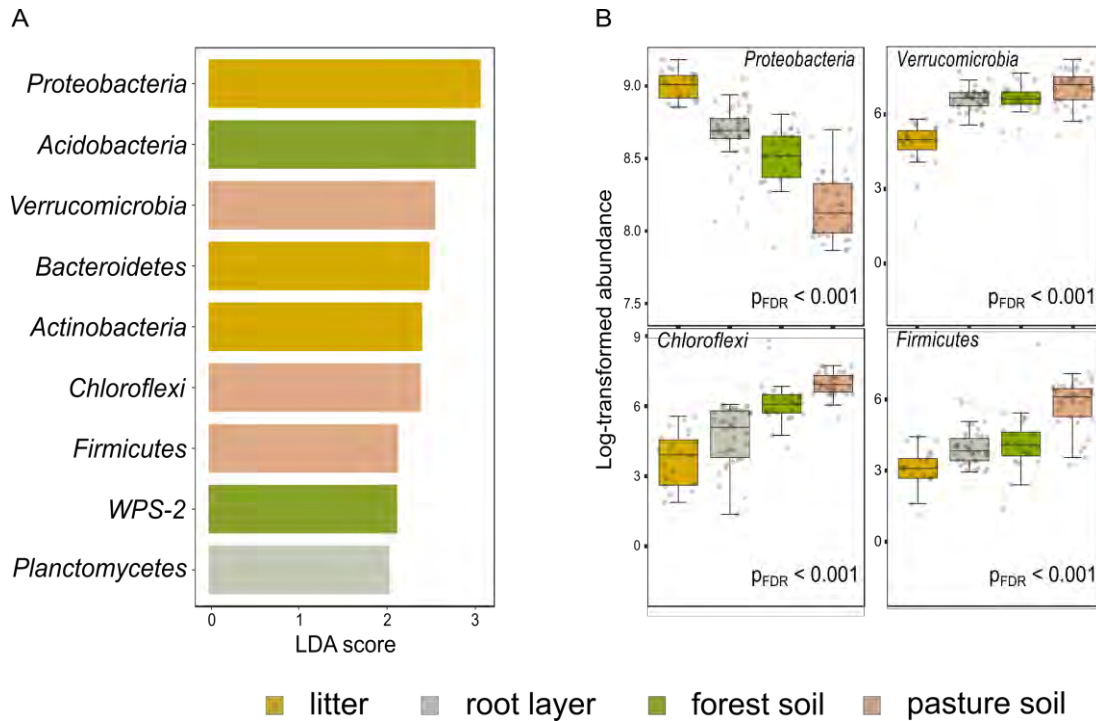 A
Proteobacteria
Acidobacteria
Verrucomicrobia
Bacteroidetes
Actinobacteria
Chloroflexi
Firmicutes
WPS-2
Planctomycetes
0 1 2 3
LDA score
B
Log-transformed abundance
Proteobacteria
9.0
8.5
8.0
7.5
pFDR < 0.001
Verrucomicrobia
6
3
0
pFDR < 0.001
Chloroflexi
9
6
3
0
pFDR < 0.001
Firmicutes
6
3
0
pFDR < 0.001
litter root layer forest soil pasture soil